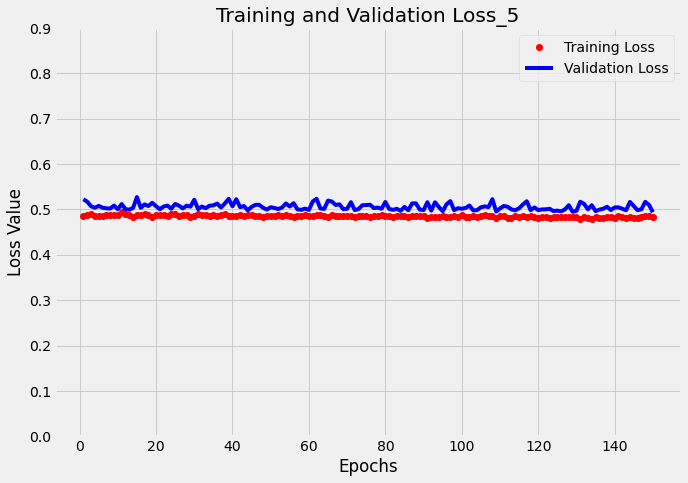 Training and Validation Loss_5
Training Loss
Validation Loss
0.9
0.8
0.7
0.6
0.5
0.4
0.3
0.2
0.1
0.0
Loss Value
0 20 40 60 80 100 120 140
Epochs